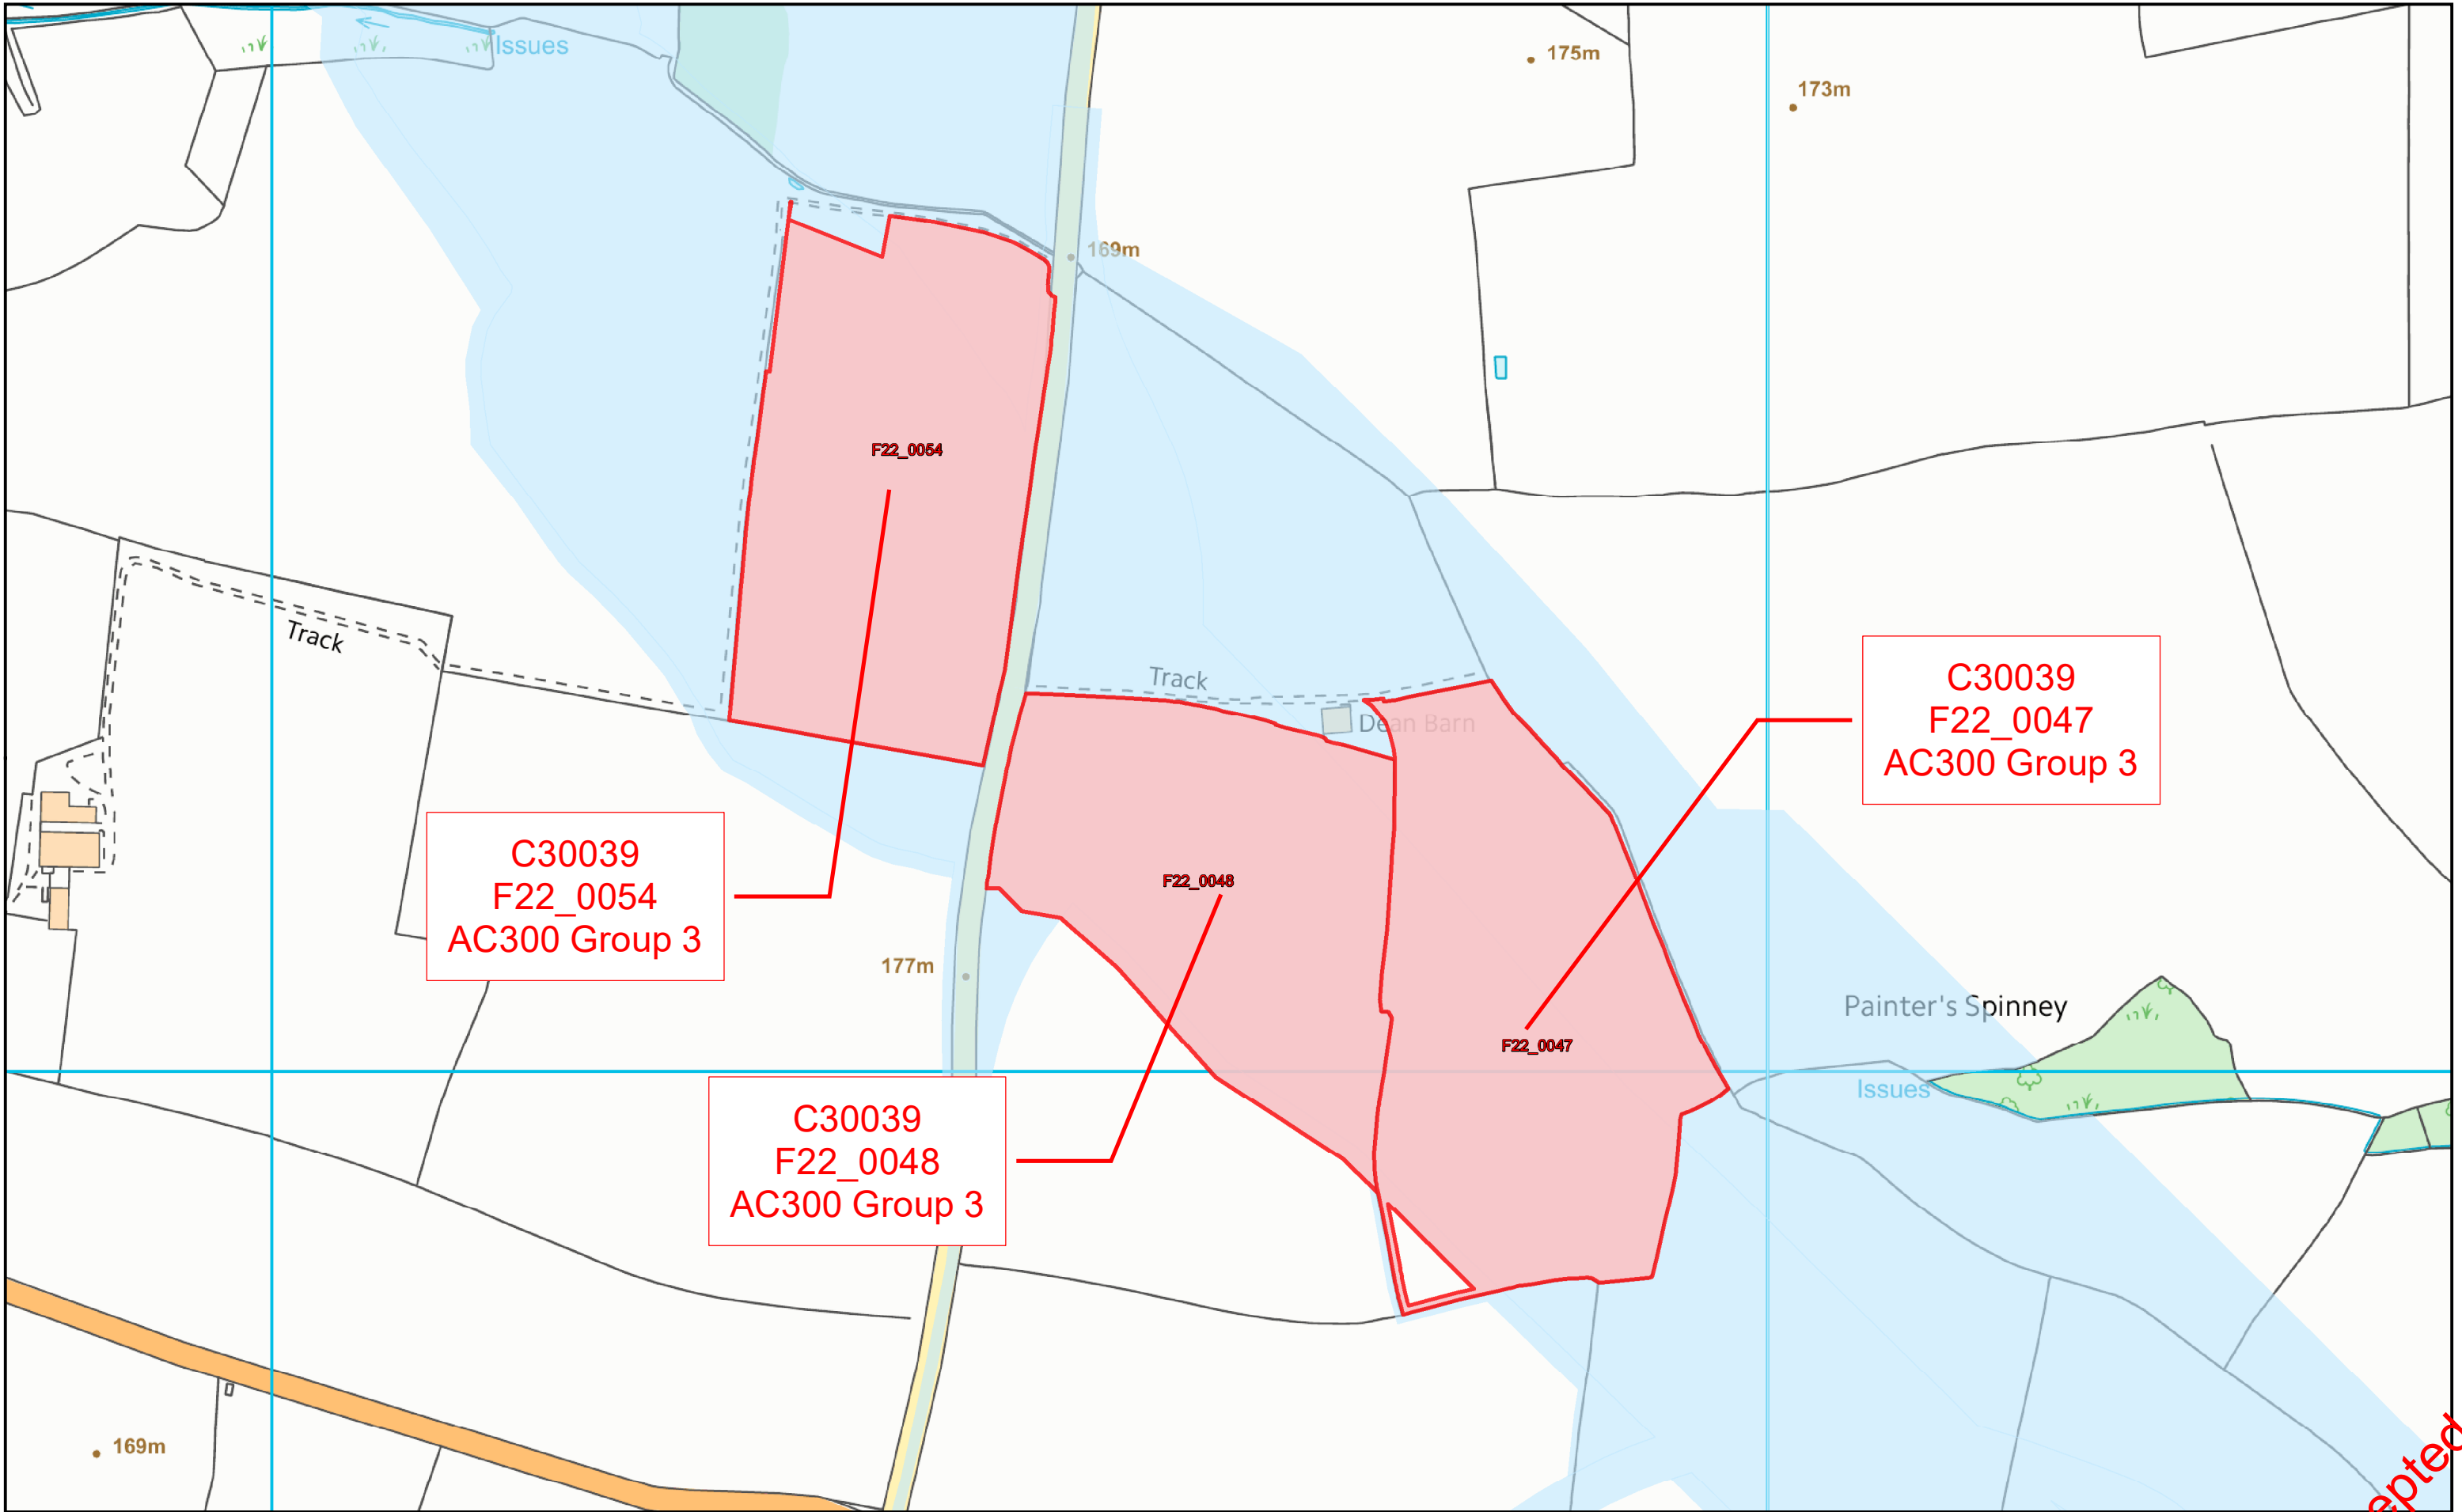 Issues
175m
173m
169m
F22_0054
Track
Track
C30039
F22_0047
AC300 Group 3
Dean Barn
C30039
F22_0054
AC300 Group 3
F22_0048
177m
Painter's Spinney
F22_0047
Issues
C30039
F22_0048
AC300 Group 3
169m
epted